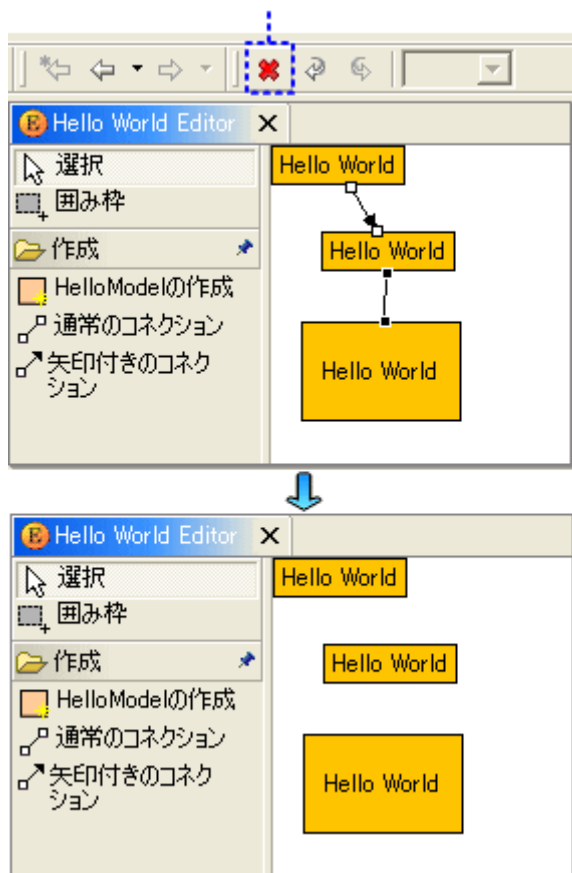 Hello World Editor
選択
囲み枠
作成
HelloModelの作成
通常のコネクション
矢印付きのコネク
ション
Hello World
Hello World
Hello World
Hello World Editor
選択
囲み枠
作成
HelloModelの作成
通常のコネクション
矢印付きのコネク
ション
Hello World
Hello World
Hello World